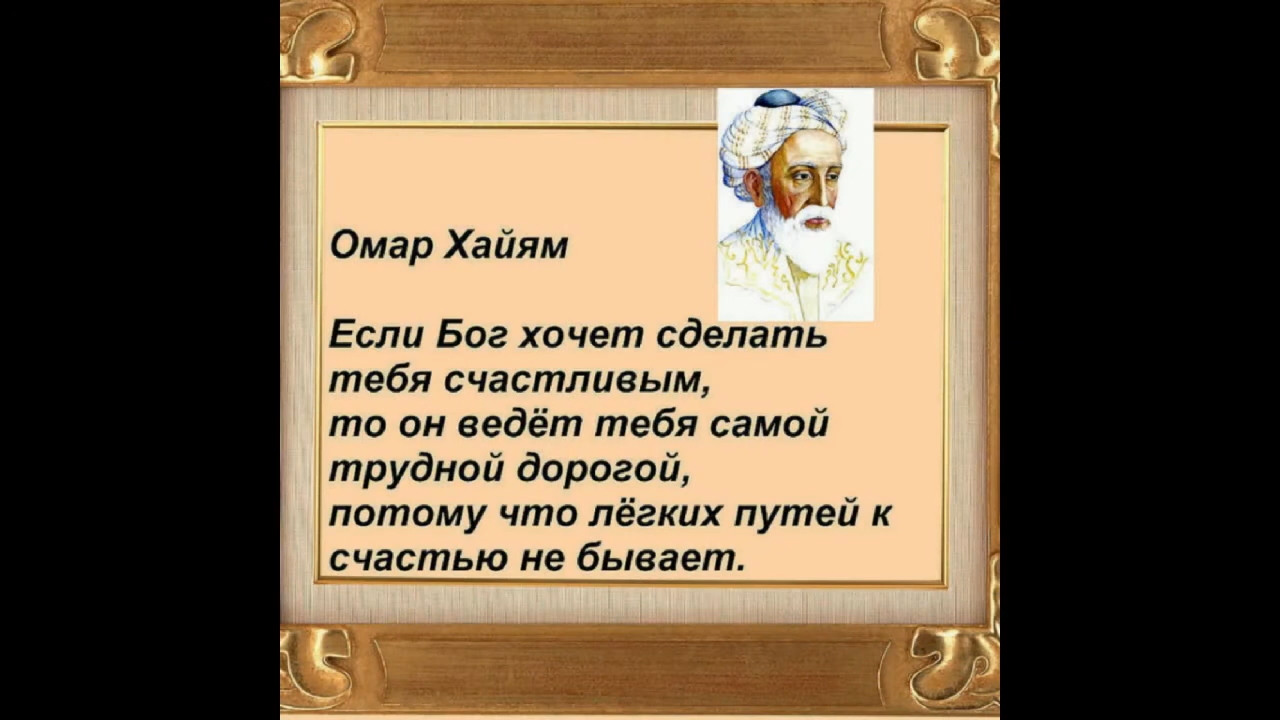 Омар Хайям
Если Бог хочет сделать
тебя счастливым,
то он ведёт тебя самой
трудной дорогой,
потому что лёгких путей к
счастью не бывает.